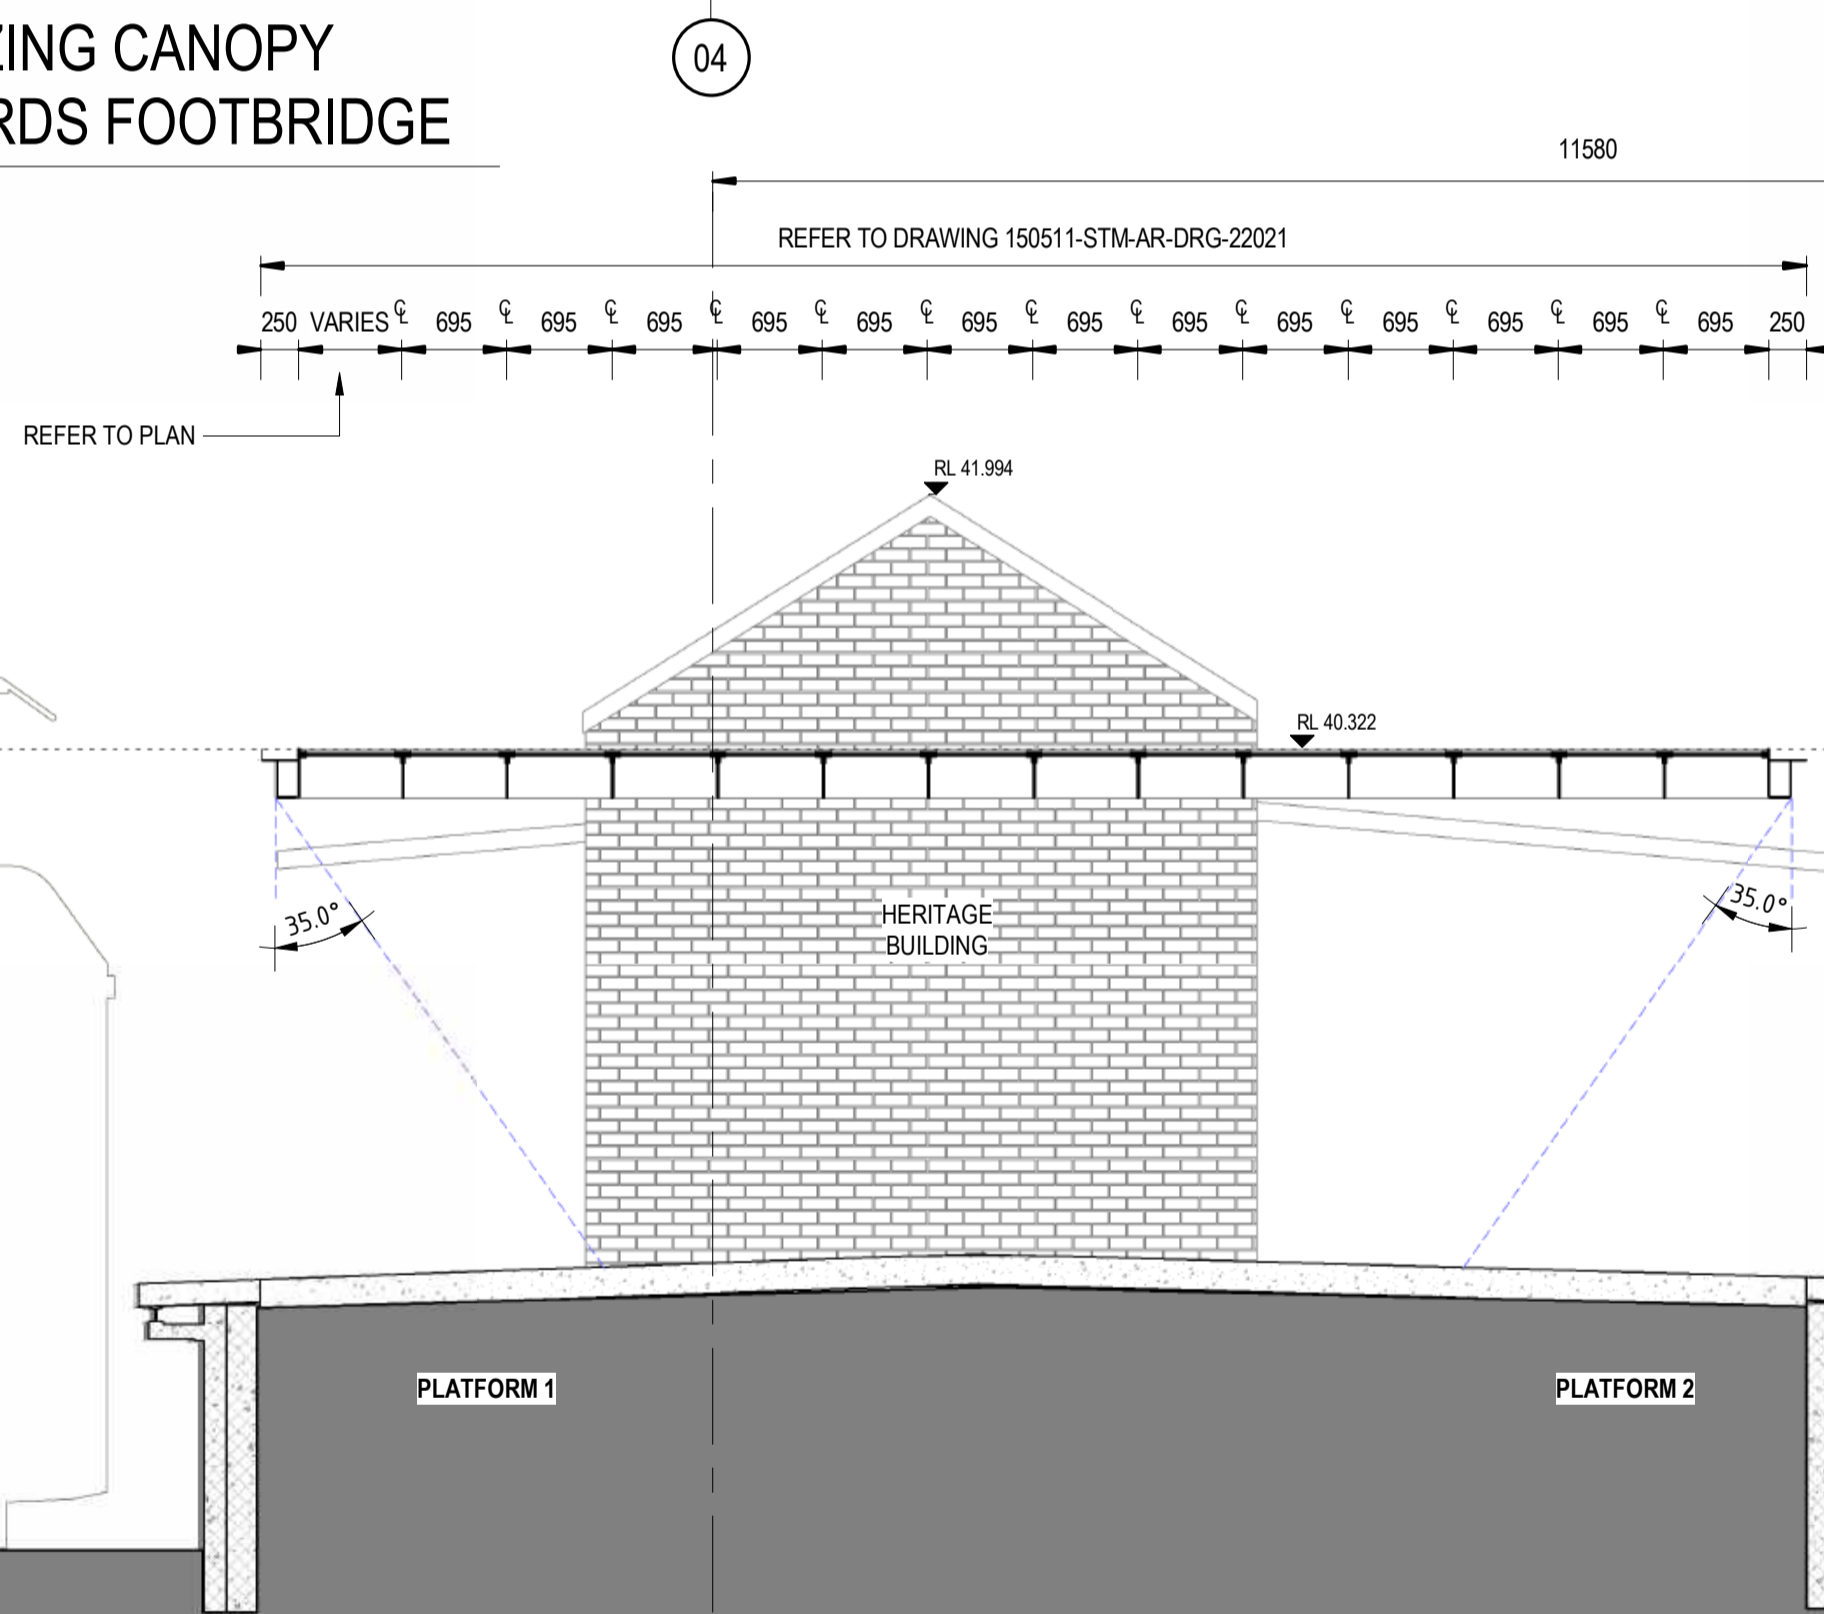 ZING CANOPY
RDS FOOTBRIDGE
04
11580
REFER TO DRAWING 150511-STM-AR-DRG-22021
250 VARIES ℄ 695 ℄ 695 ℄ 695 ℄ 695 ℄ 695 ℄ 695 ℄ 695 ℄ 695 ℄ 695 ℄ 695 ℄ 695 ℄ 695 ℄ 695 250
REFER TO PLAN
RL 41.994
RL 40.322
35.0°
HERITAGE
BUILDING
35.0°
PLATFORM 1
PLATFORM 2